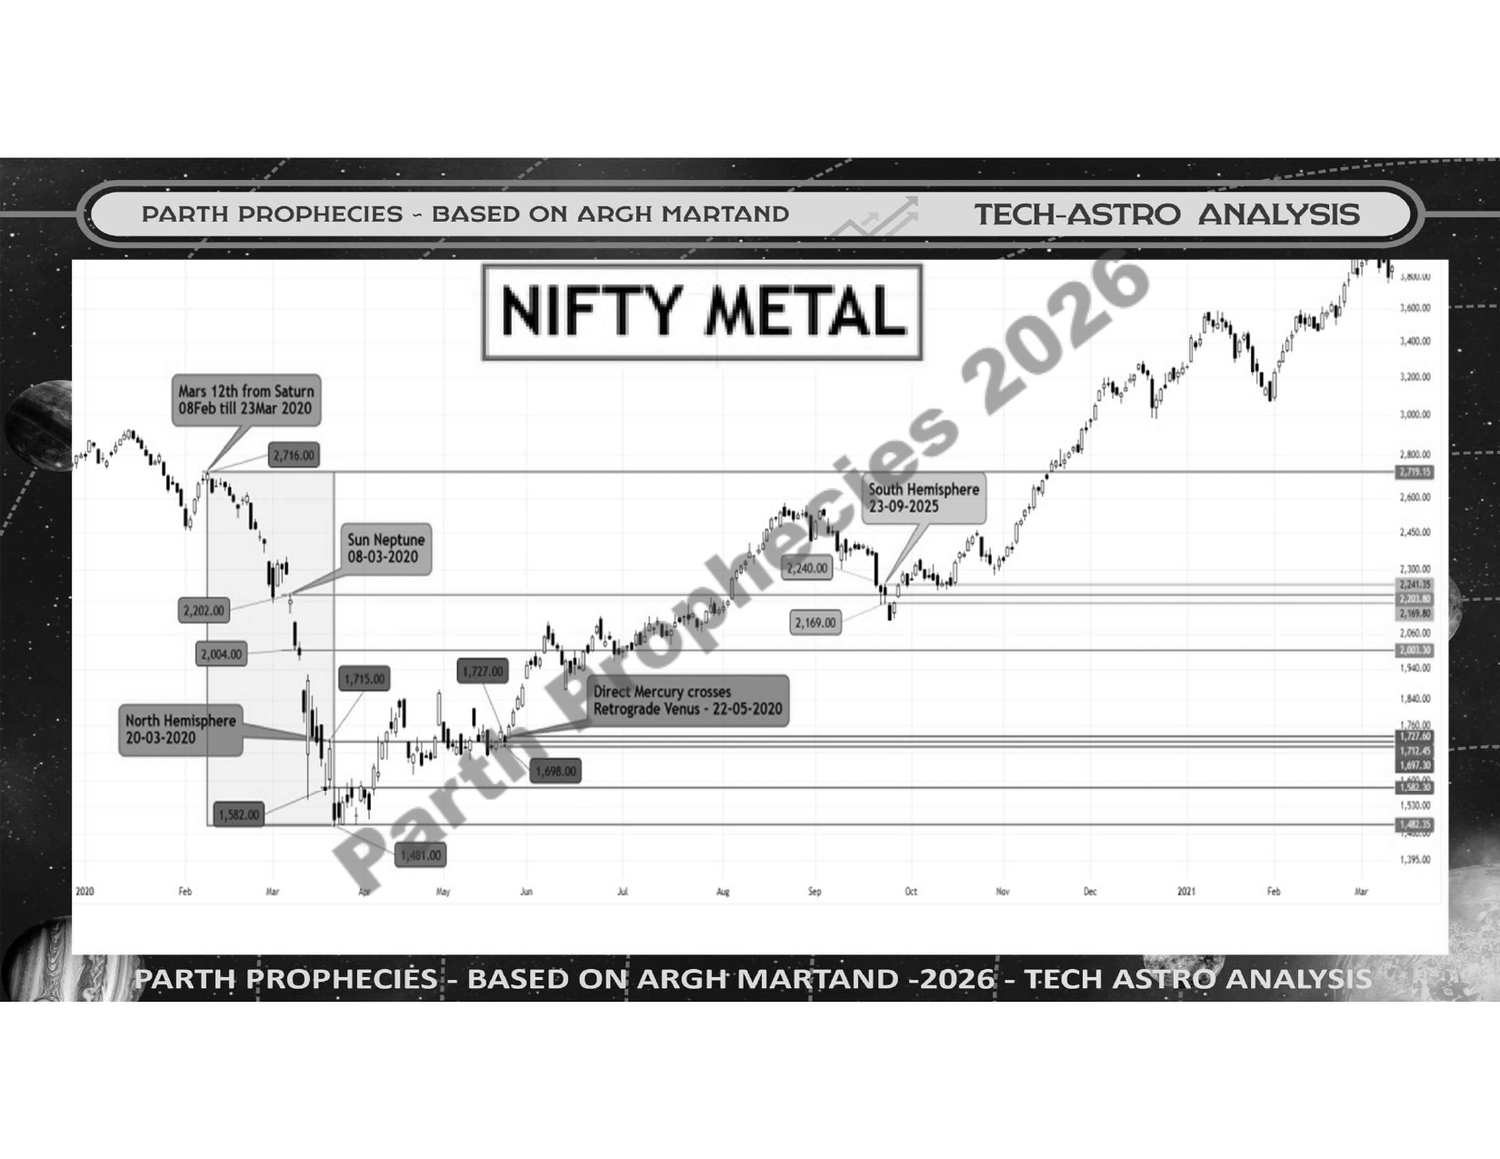 PARTH PROPHECIES ~ BASED ON ARGH MARTAND
TECH-ASTRO ANALYSIS
NIFTY METAL
Parth Prophecies 2026
Mars 12th from Saturn
08Feb till 23Mar 2020
2,716.00
Sun Neptune
08-03-2020
2,202.00
2,004.00
1,715.00
North Hemisphere
20-03-2020
1,582.00
1,481.00
1,727.00
Direct Mercury crosses
Retrograde Venus - 22-05-2020
1,698.00
South Hemisphere
23-09-2025
2,240.00
2,169.00
3,800.00
3,600.00
3,400.00
3,200.00
3,000.00
2,800.00
2,719.15
2,600.00
2,450.00
2,300.00
2,241.35
2,203.80
2,169.80
2,060.00
2,003.30
1,940.00
1,840.00
1,760.00
1,727.60
1,712.45
1,697.30
1,582.30
1,530.00
1,482.35
1,395.00
2020 Feb Mar Apr May Jun Jul Aug Sep Oct Nov Dec 2021 Feb Mar
PARTH PROPHECIES - BASED ON ARGH MARTAND -2026 - TECH ASTRO ANALYSIS